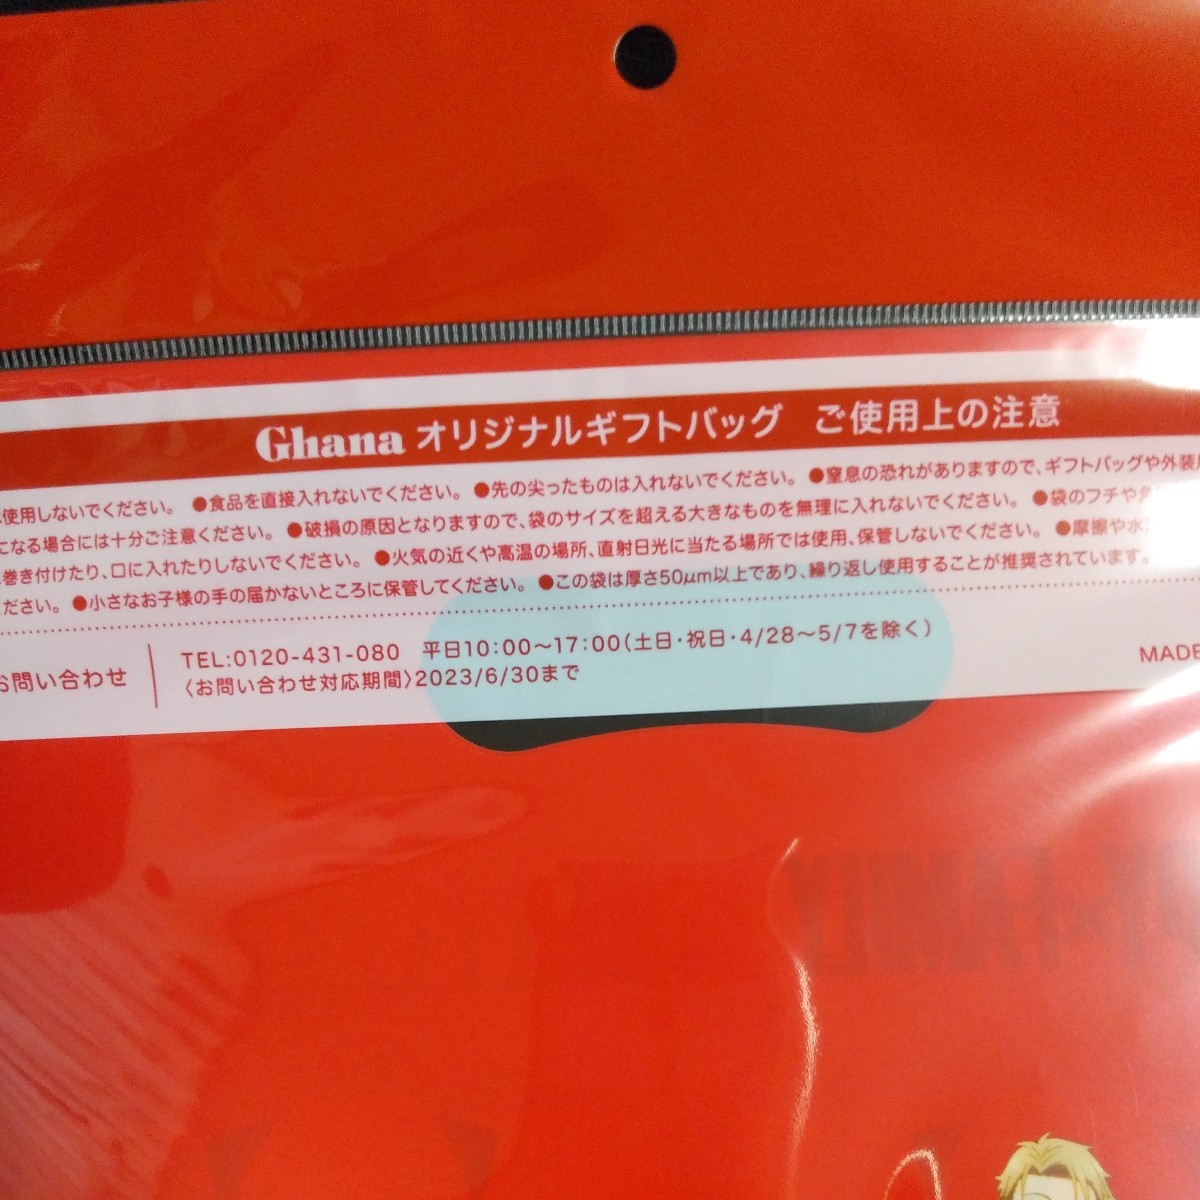 Ghana オリジナルギフトバッグ ご使用上の注意
使用しないでください。 ●食品を直接入れないでください。 ●先の尖ったものは入れないでください。 ●窒息の恐れがありますので、ギフトバッグや外装
になる場合には十分ご注意ください。 ●破損の原因となりますので、袋のサイズを超える大きなものを無理に入れないでください。 ●袋のフチや
巻き付けたり、口に入れたりしないでください。 ●火気の近くや高温の場所、直射日光に当たる場所では使用、保管しないでください。 ●摩擦や水
ださい。 ●小さなお子様の手の届かないところに保管してください。 ●この袋は厚さ50μm以上であり、繰り返し使用することが推奨されています。
お問い合わせ TEL:0120-431-080 平日10:00〜17:00(土日・祝日・4/28〜5/7を除く)
〈お問い合わせ対応期間〉2023/6/30まで
MADE
FAMILY